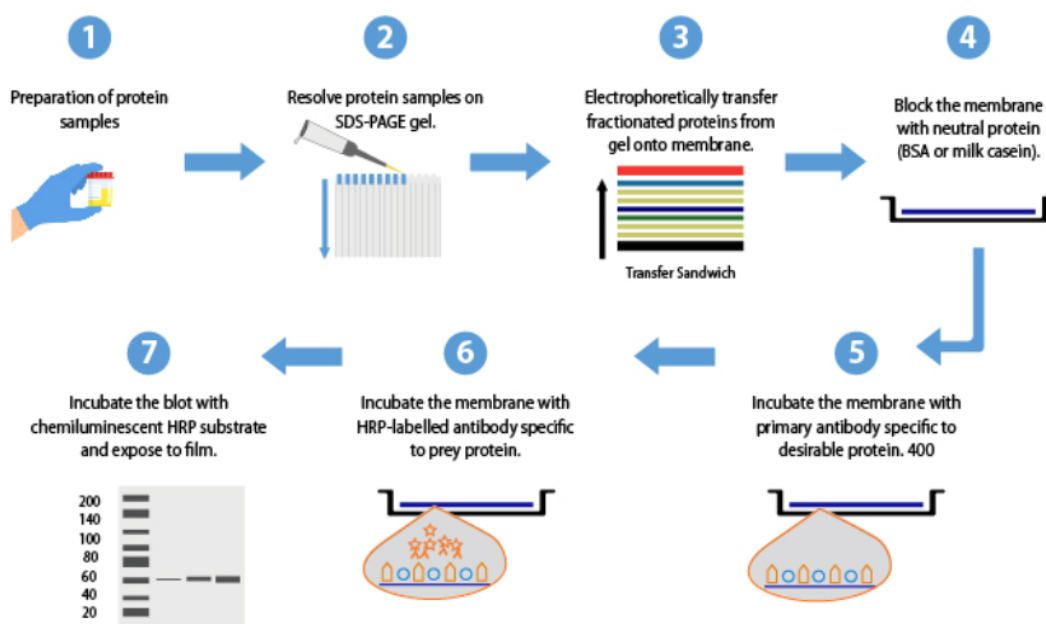 1
Preparation of protein
samples
2
Resolve protein samples on
SDS-PAGE gel.
3
Electrophoretically transfer
fractionated proteins from
gel onto membrane.
Transfer Sandwich
4
Block the membrane
with neutral protein
(BSA or milk casein).
5
Incubate the membrane with
primary antibody specific to
desirable protein. 400
6
Incubate the membrane with
HRP-labelled antibody specific
to prey protein.
7
Incubate the blot with
chemiluminescent HRP substrate
and expose to film.
200
140
100
80
60
40
20